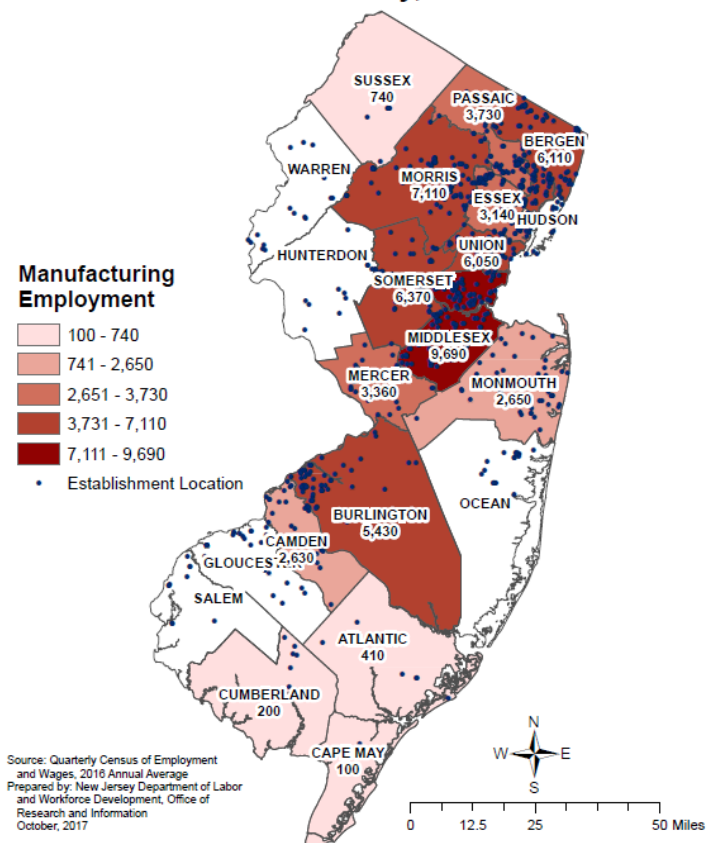 SUSSEX
740
PASSAIC
3,730
BERGEN
6,110
WARREN
MORRIS
7,110
ESSEX
3,140
HUDSON
UNION
6,050
HUNTERDON
SOMERSET
6,370
Manufacturing
Employment
100 - 740
741 - 2,650
2,651 - 3,730
3,731 - 7,110
7,111 - 9,690
Establishment Location
MIDDLESEX
9,690
MERCER
3,360
MONMOUTH
2,650
OCEAN
BURLINGTON
5,430
CAMDEN
2,630
SALEM
ATLANTIC
410
CUMBERLAND
200
CAPE MAY
100
N
W E
S
Source: Quarterly Census of Employment
and Wages, 2016 Annual Average
Prepared by: New Jersey Department of Labor
and Workforce Development, Office of
Research and Information
October, 2017
0 12.5 25 50 Miles